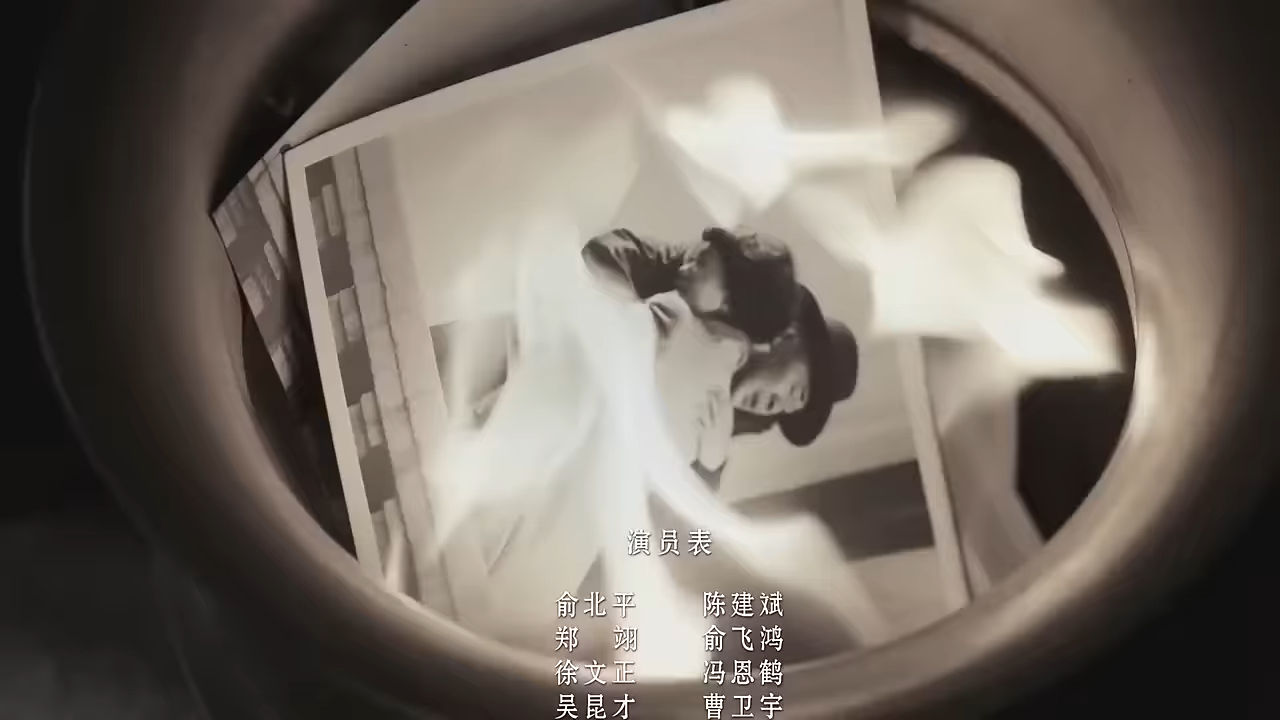 演员表
俞北平 陈建斌
郑 翊 俞飞鸿
徐文正 冯恩鹤
吴昆才 曹卫宇